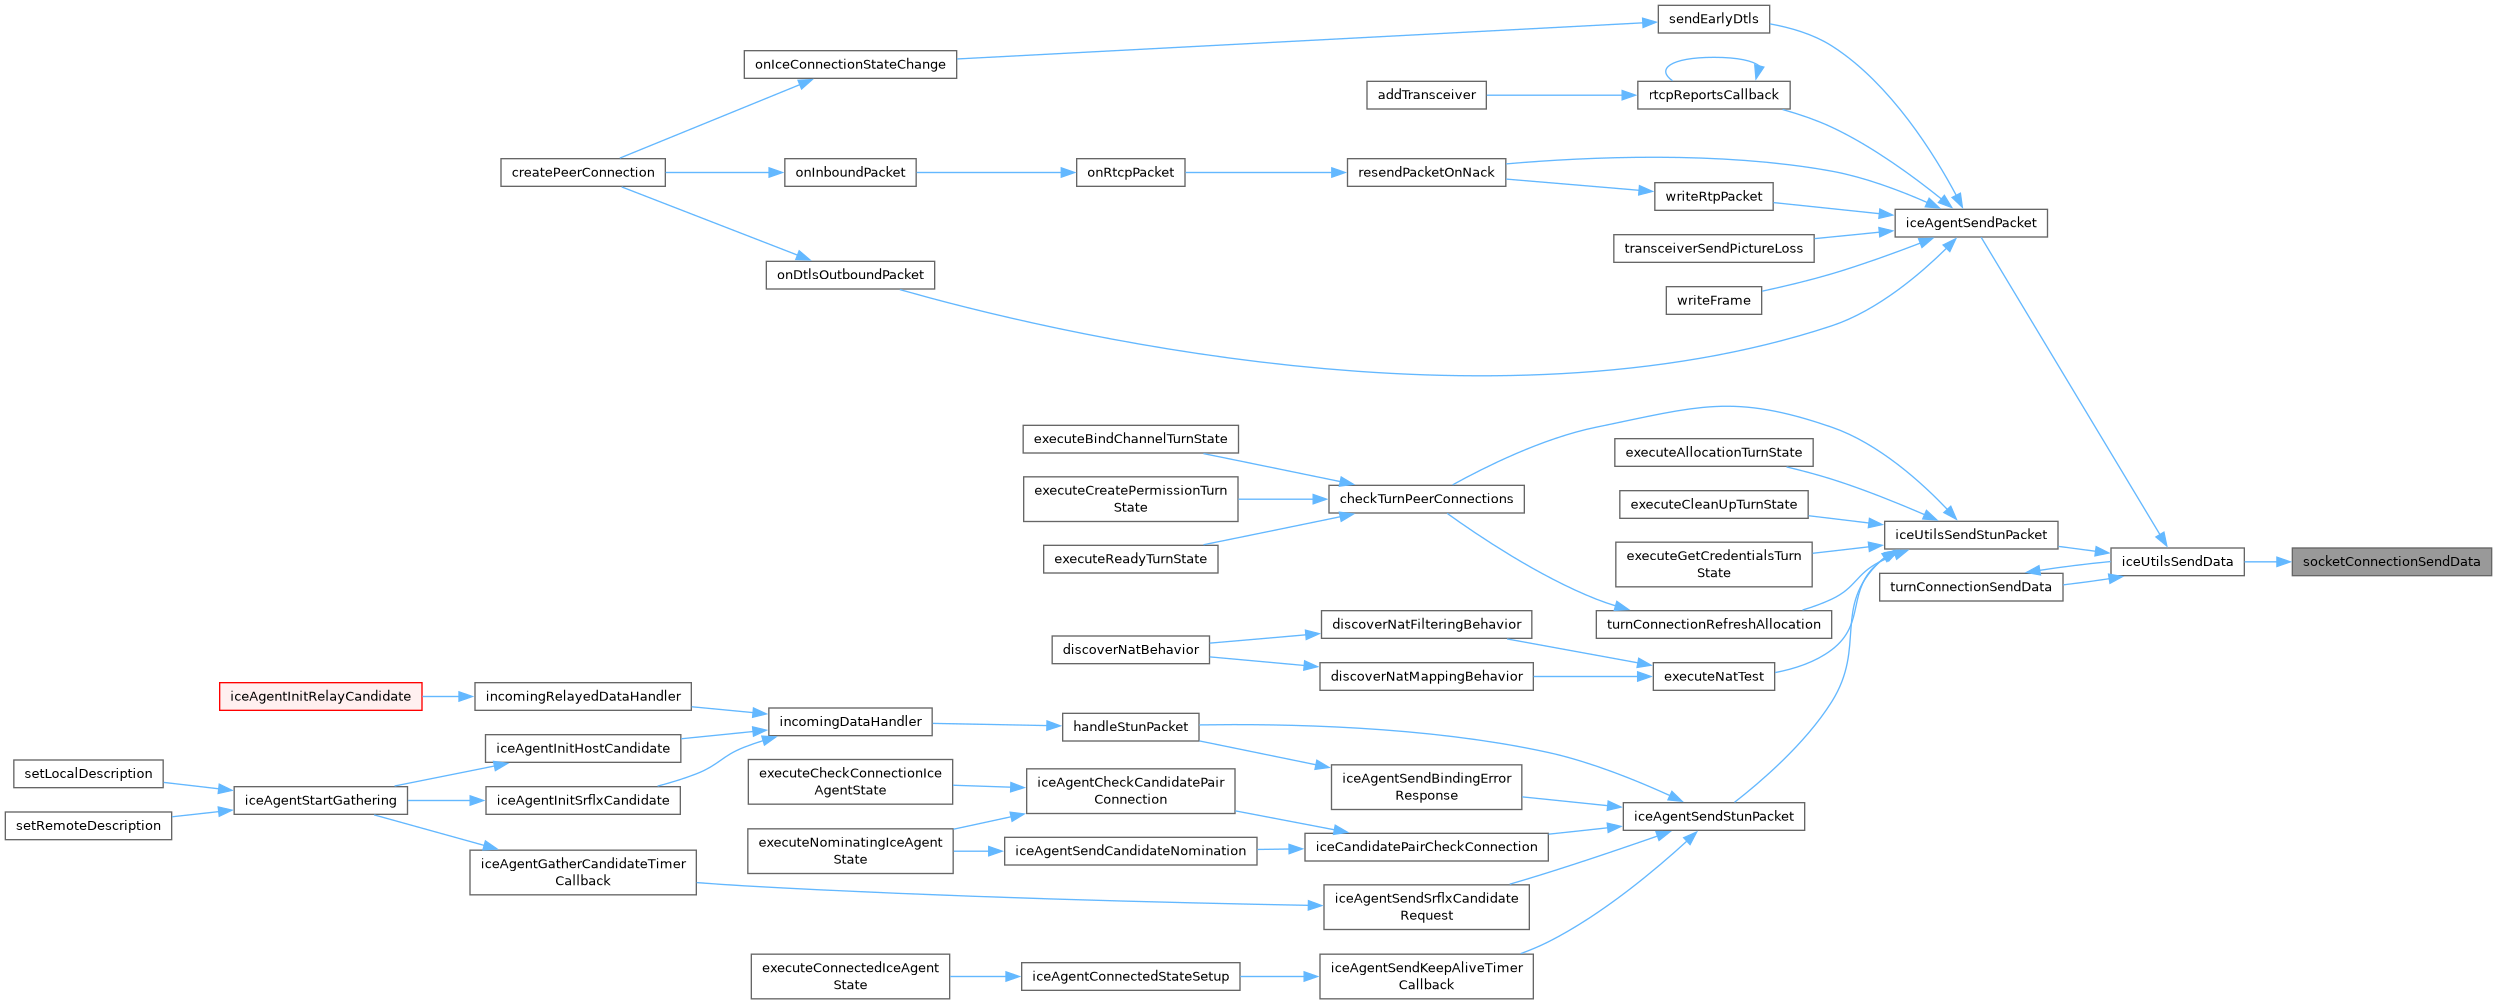 sendEarlyDtls
onIceConnectionStateChange
addTransceiver
rtcpReportsCallback
createPeerConnection
onInboundPacket
onRtcpPacket
resendPacketOnNack
writeRtpPacket
iceAgentSendPacket
transceiverSendPictureLoss
onDtlsOutboundPacket
writeFrame
executeBindChannelTurnState
executeAllocationTurnState
executeCreatePermissionTurn
State
checkTurnPeerConnections
executeCleanUpTurnState
iceUtilsSendStunPacket
executeReadyTurnState
executeGetCredentialsTurn
State
iceUtilsSendData
socketConnectionSendData
turnConnectionSendData
discoverNatFilteringBehavior
turnConnectionRefreshAllocation
discoverNatBehavior
discoverNatMappingBehavior
executeNatTest
iceAgentInitRelayCandidate
incomingRelayedDataHandler
incomingDataHandler
handleStunPacket
iceAgentInitHostCandidate
setLocalDescription
executeCheckConnectionIce
AgentState
iceAgentCheckCandidatePair
Connection
iceAgentSendBindingError
Response
iceAgentStartGathering
iceAgentInitSrflxCandidate
iceAgentSendStunPacket
setRemoteDescription
executeNominatingIceAgent
State
iceAgentSendCandidateNomination
iceCandidatePairCheckConnection
iceAgentGatherCandidateTimer
Callback
iceAgentSendSrflxCandidate
Request
executeConnectedIceAgent
State
iceAgentConnectedStateSetup
iceAgentSendKeepAliveTimer
Callback